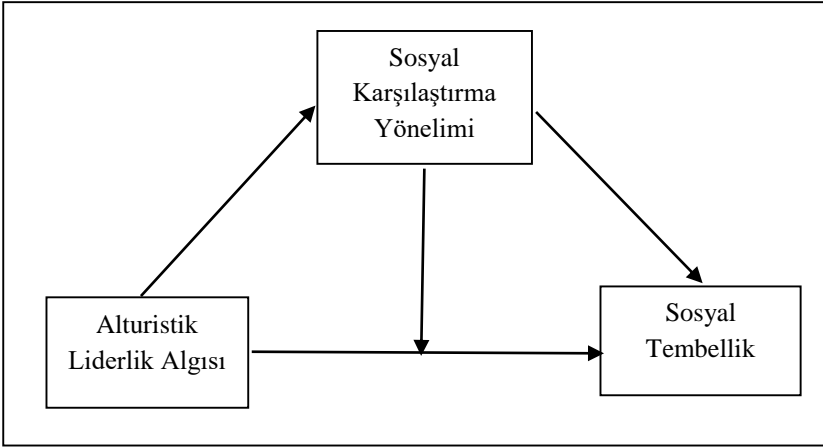 Sosyal
Karşılaştırma
Yönelimi
Alturistik
Liderlik Algısı
Sosyal
Tembellik